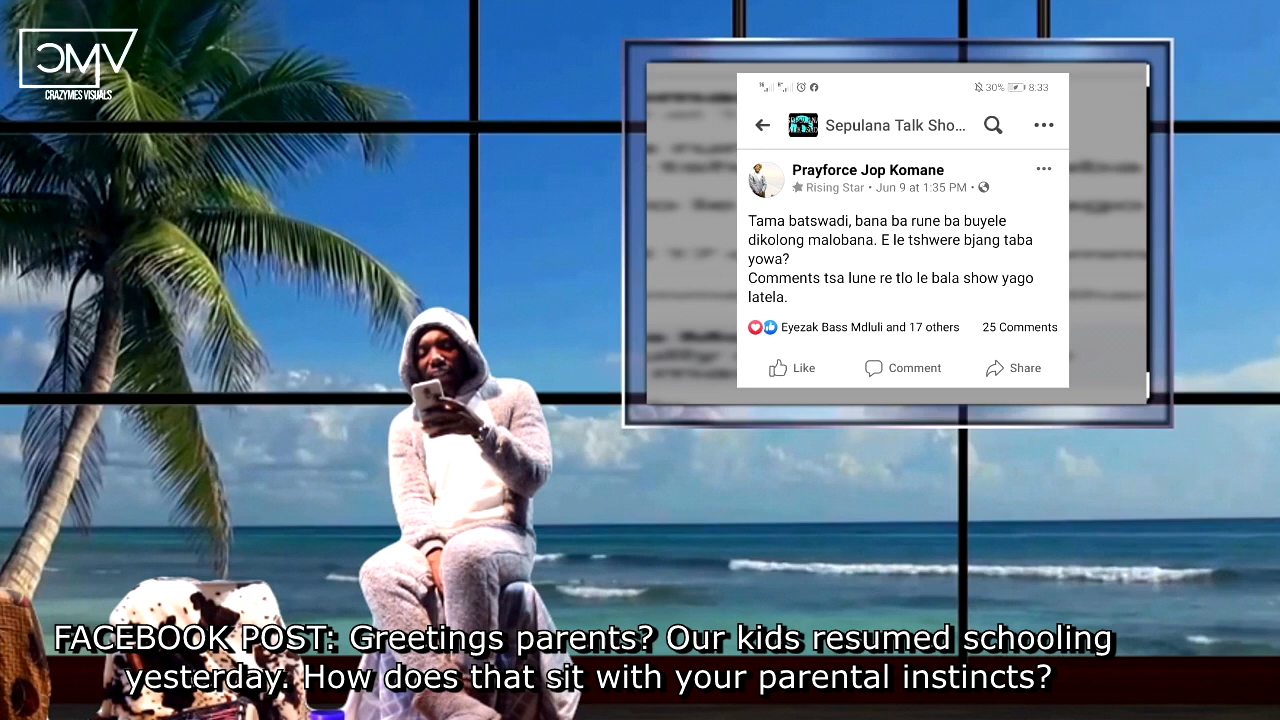 CMV
CRAZYMES VISUALS
30% 8:33
Sepulana Talk Sho...
Prayforce Jop Komane
Rising Star • Jun 9 at 1:35 PM •
Tama batswadi, bana ba rune ba buyele
dikolong malobana. E le tshwere bjang taba
yowa?
Comments tsa lune re tlo le bala show yago
latela.
Eyezak Bass Mdluli and 17 others 25 Comments
Like Comment Share
FACEBOOK POST: Greetings parents? Our kids resumed schooling
yesterday. How does that sit with your parental instincts?